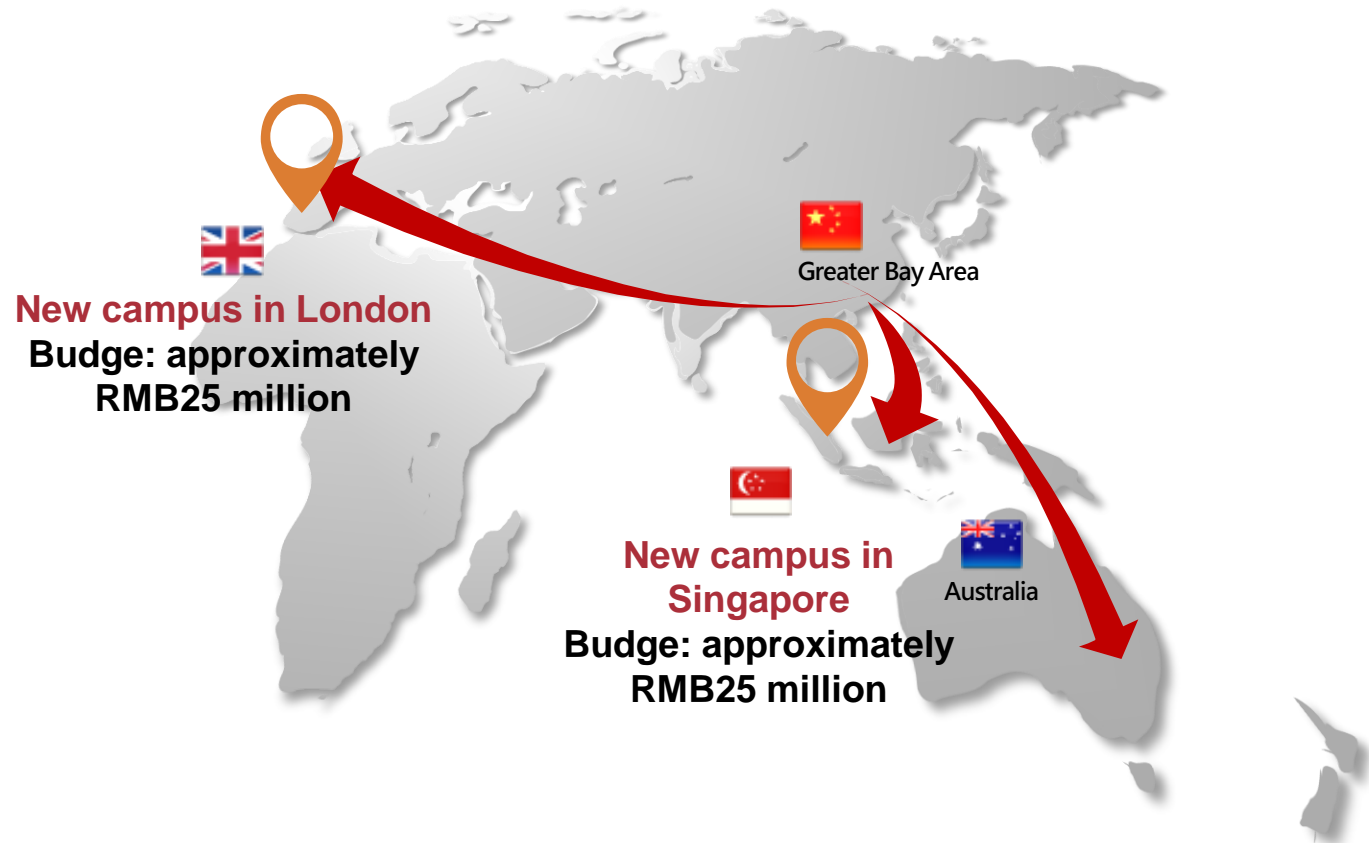 Greater Bay Area
New campus in London
Budge: approximately
RMB25 million
New campus in
Singapore
Budge: approximately
RMB25 million
Australia